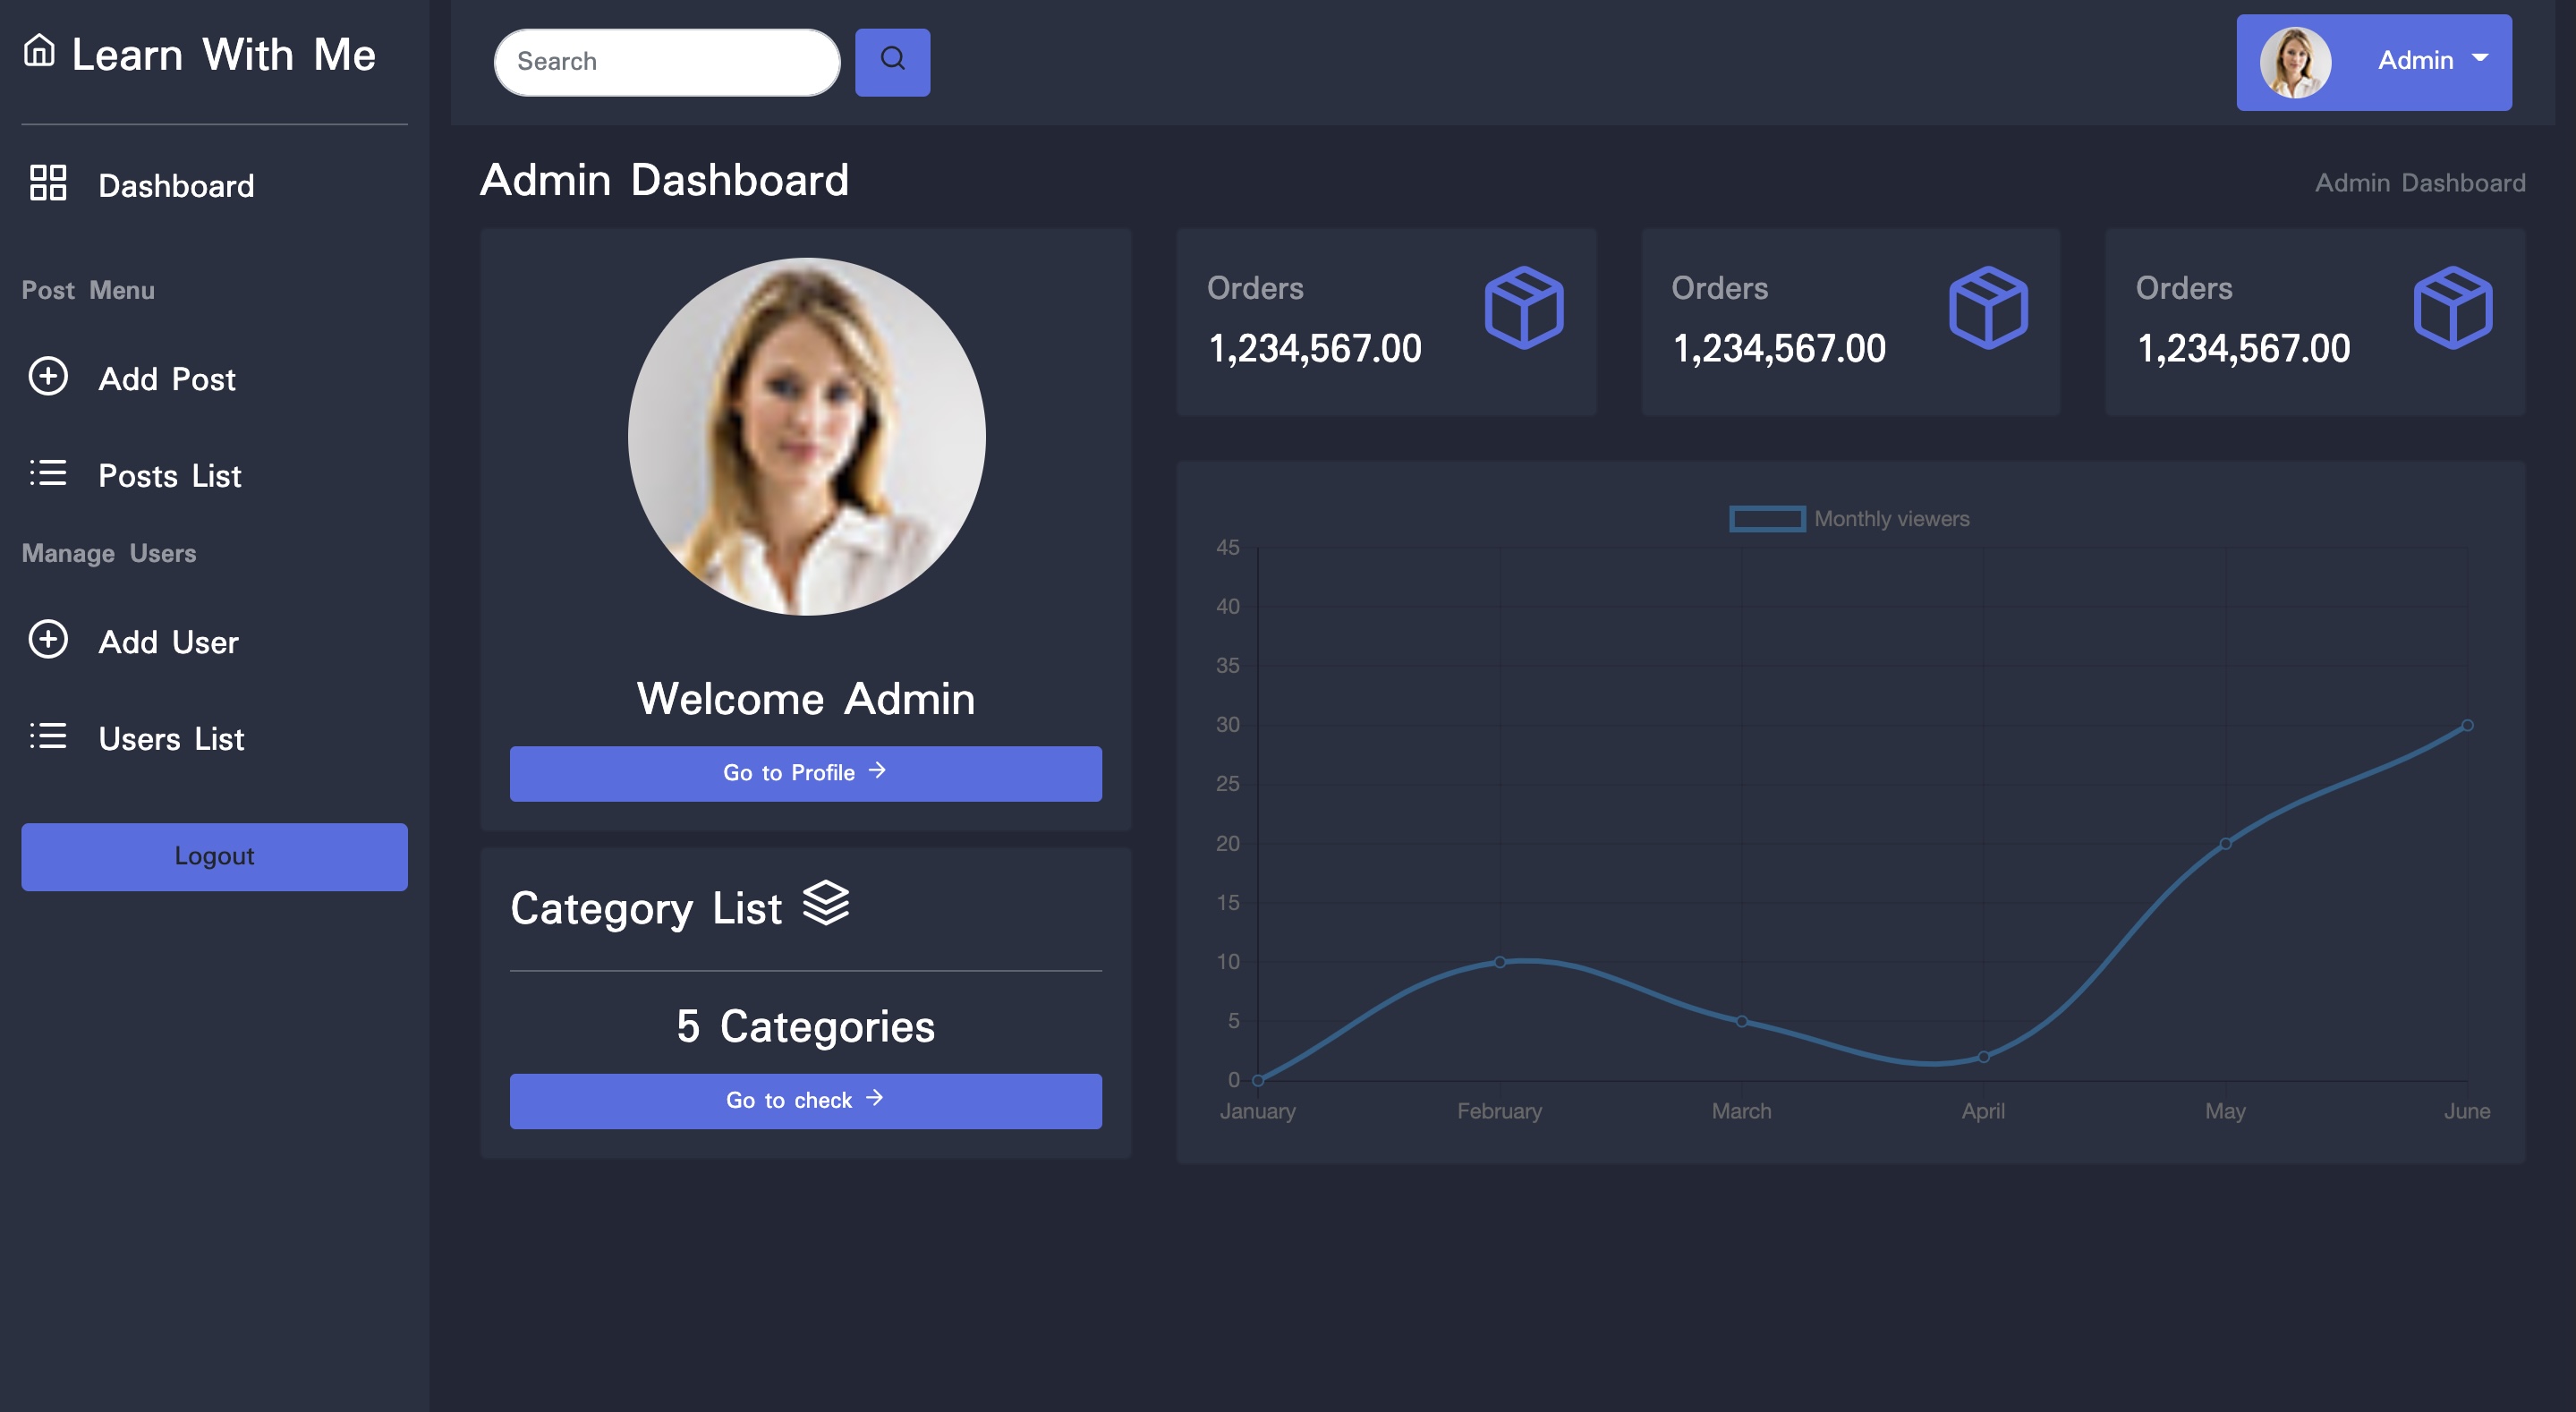 Learn With Me
Dashboard
Post Menu
Add Post
Posts List
Manage Users
Add User
Users List
Logout
Search
Admin
Admin Dashboard
Admin Dashboard
Welcome Admin
Go to Profile
Category List
5 Categories
Go to check
Orders
1,234,567.00
Orders
1,234,567.00
Orders
1,234,567.00
Monthly viewers
45
40
35
30
25
20
15
10
5
0
January February March April May June